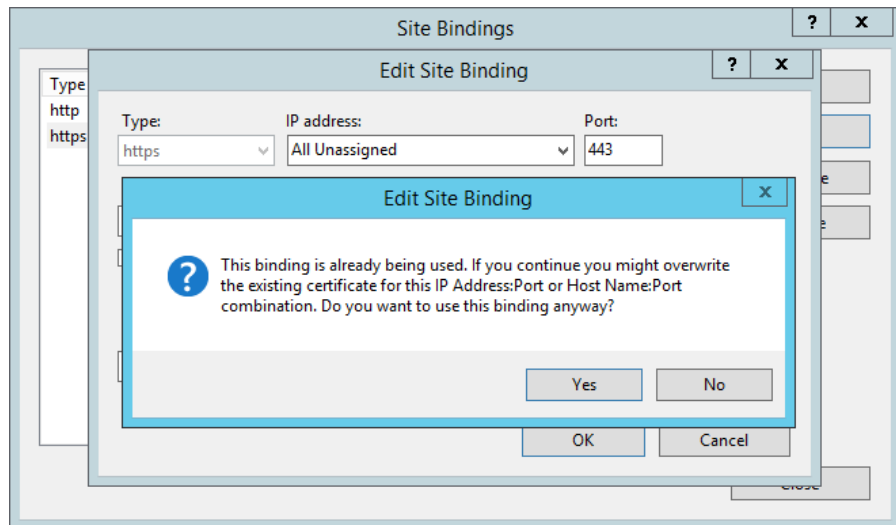 Site Bindings
? x
Edit Site Binding
? x
Type
http
https
Type:
IP address:
Port:
https
All Unassigned
443
Edit Site Binding
x
This binding is already being used. If you continue you might overwrite
the existing certificate for this IP Address:Port or Host Name:Port
combination. Do you want to use this binding anyway?
Yes
No
OK
Cancel